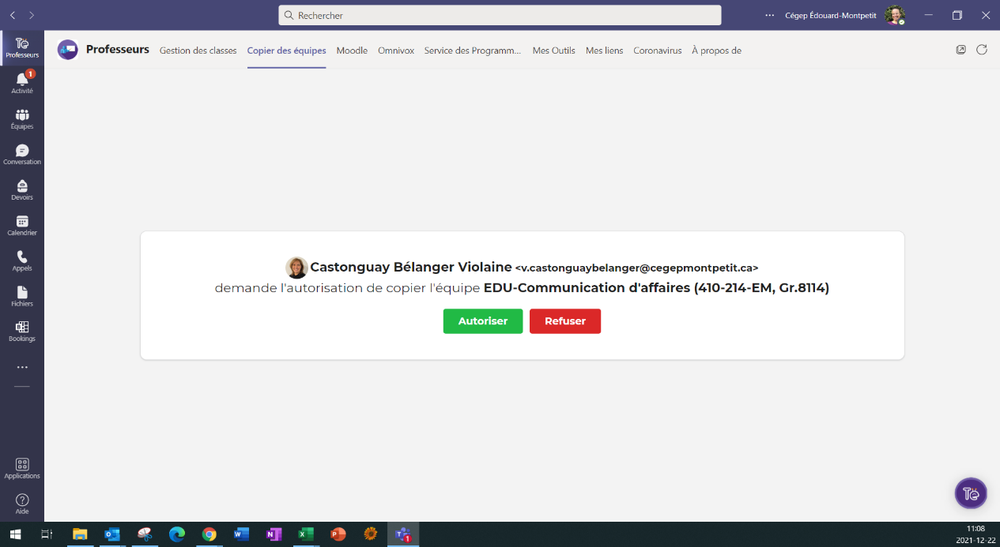 Rechercher
Cégep Édouard-Montpetit
Professeurs
Professeurs
Gestion des classes
Copier des équipes
Moodle
Omnivox
Service des Programm...
Mes Outils
Mes liens
Coronavirus
À propos de
1
Activité
Équipes
Conversation
Devoirs
Calendrier
Appels
Fichiers
Bookings
Castonguay Bélanger Violaine <v.castonguaybelanger@cegepmontpetit.ca>
demande l'autorisation de copier l'équipe EDU-Communication d'affaires (410-214-EM, Gr.8114)
Autoriser
Refuser
Applications
Aide
11:08
2021-12-22